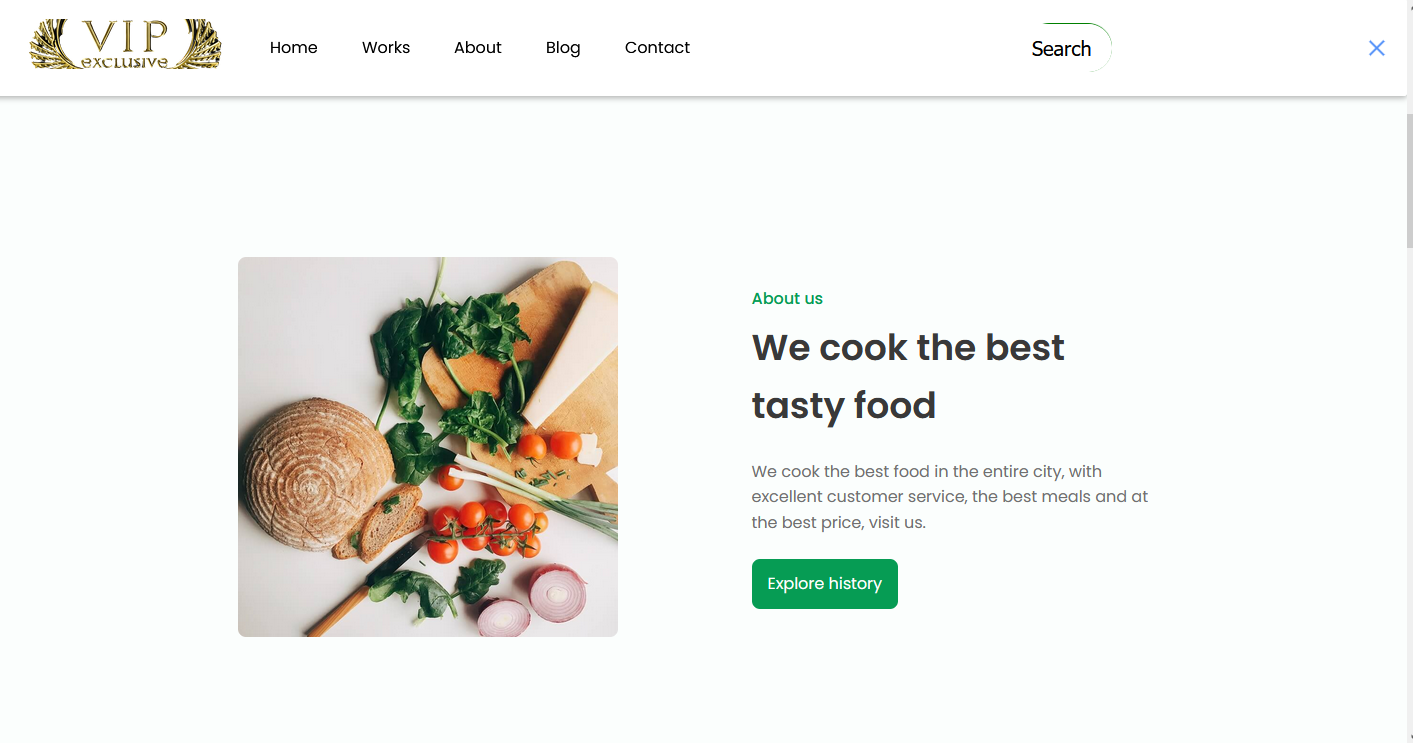 VIP
EXCLUSIVE
Home Works About Blog Contact Search
About us
We cook the best
tasty food
We cook the best food in the entire city, with
excellent customer service, the best meals and at
the best price, visit us.
Explore history